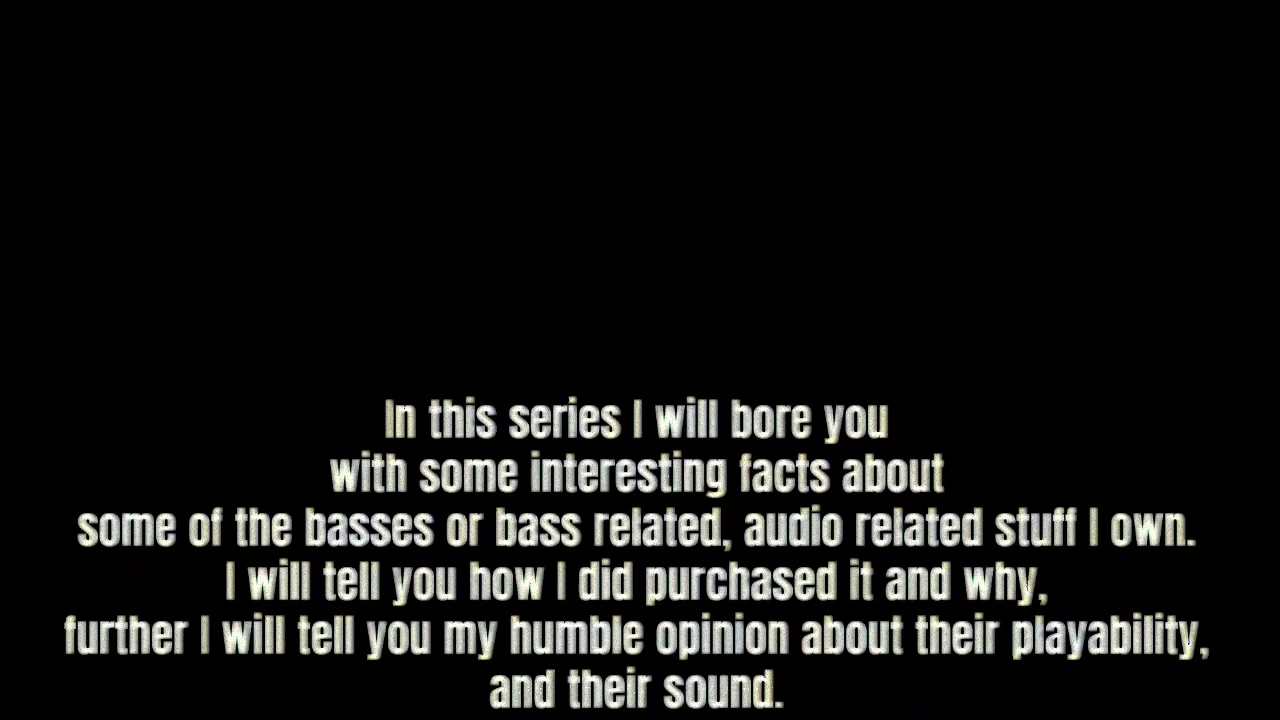 In this series I will bore you
with some interesting facts about
some of the basses or bass related, audio related stuff I own.
I will tell you how I did purchased it and why,
further I will tell you my humble opinion about their playability,
and their sound.